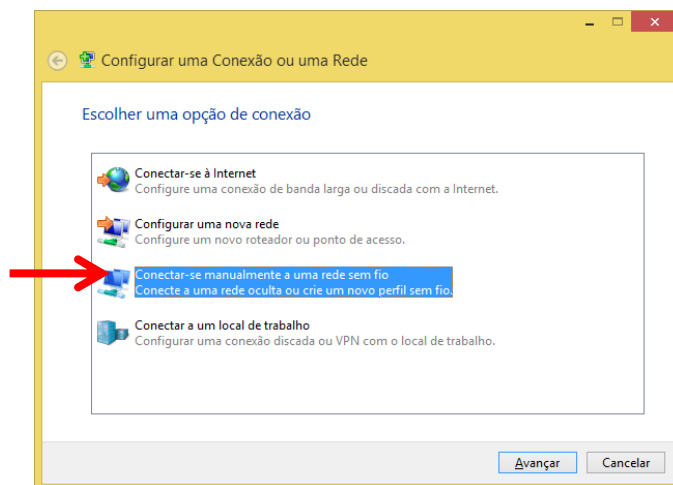 Configurar uma Conexão ou uma Rede
Escolher uma opção de conexão
Conectar-se à Internet
Configure uma conexão de banda larga ou discada com a Internet.
Configurar uma nova rede
Configure um novo roteador ou ponto de acesso.
Conectar-se manualmente a uma rede sem fio
Conecte a uma rede oculta ou crie um novo perfil sem fio.
Conectar a um local de trabalho
Configurar uma conexão discada ou VPN com o local de trabalho.
Avançar Cancelar